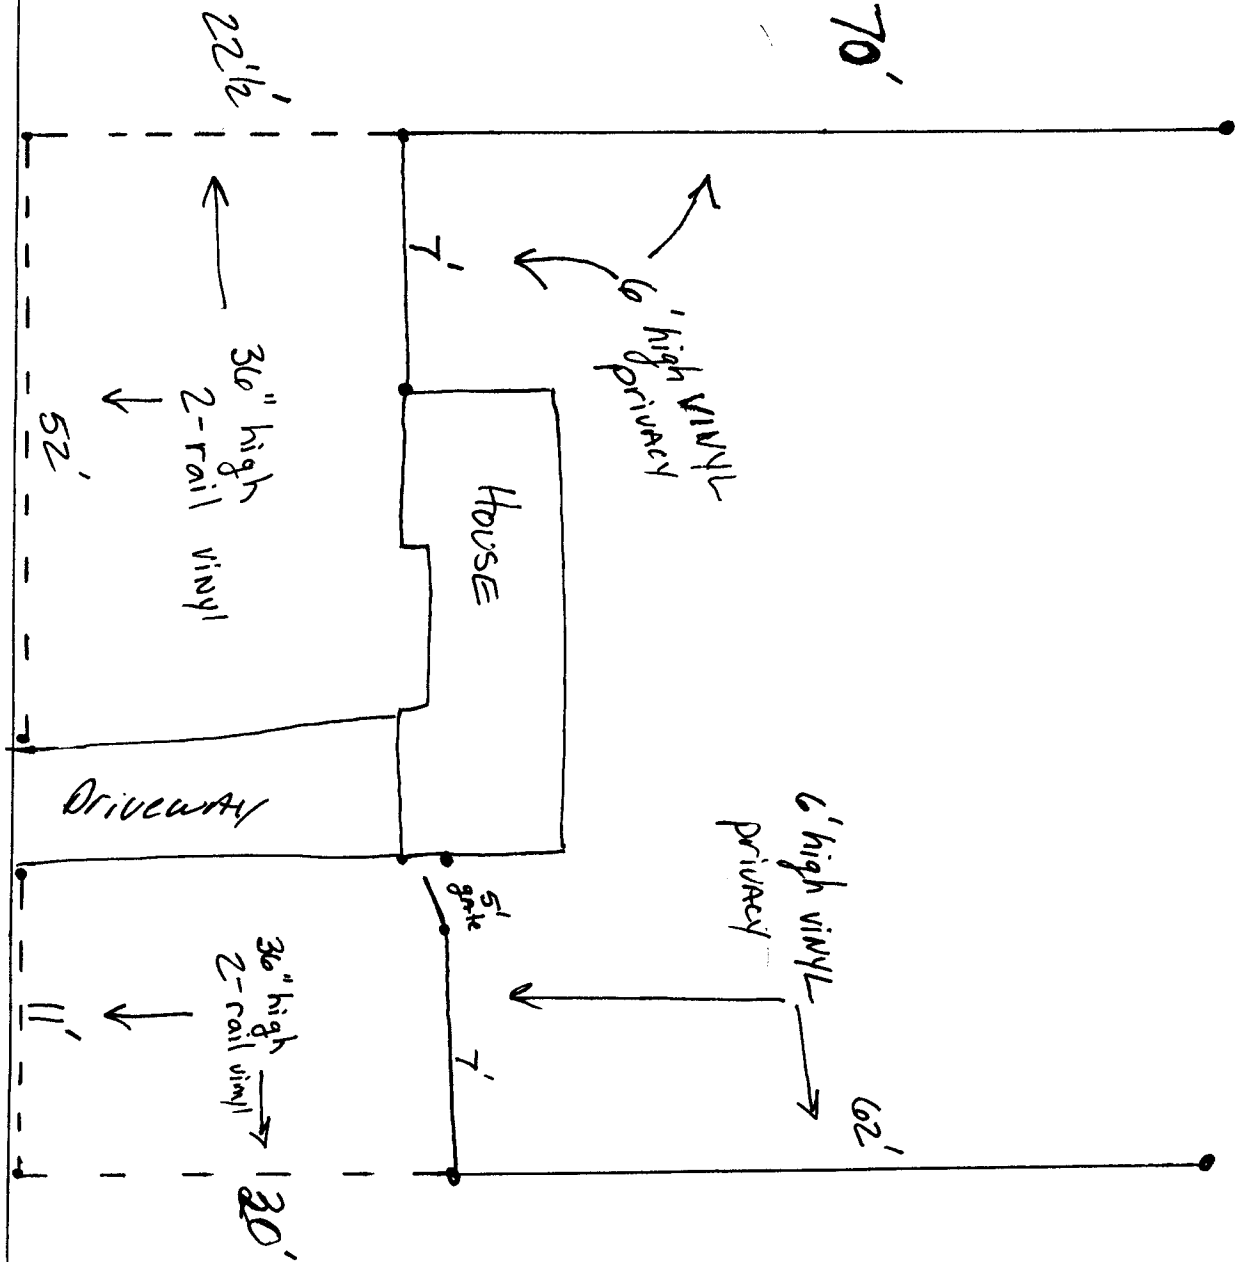 70'
62'
6' high vinyl
privacy
6' high VINYL
privacy
HOUSE
5'
gate
7'
7'
22½'
36" high
2-rail vinyl
36" high
2-rail vinyl
20'
Driveway
52'
11'